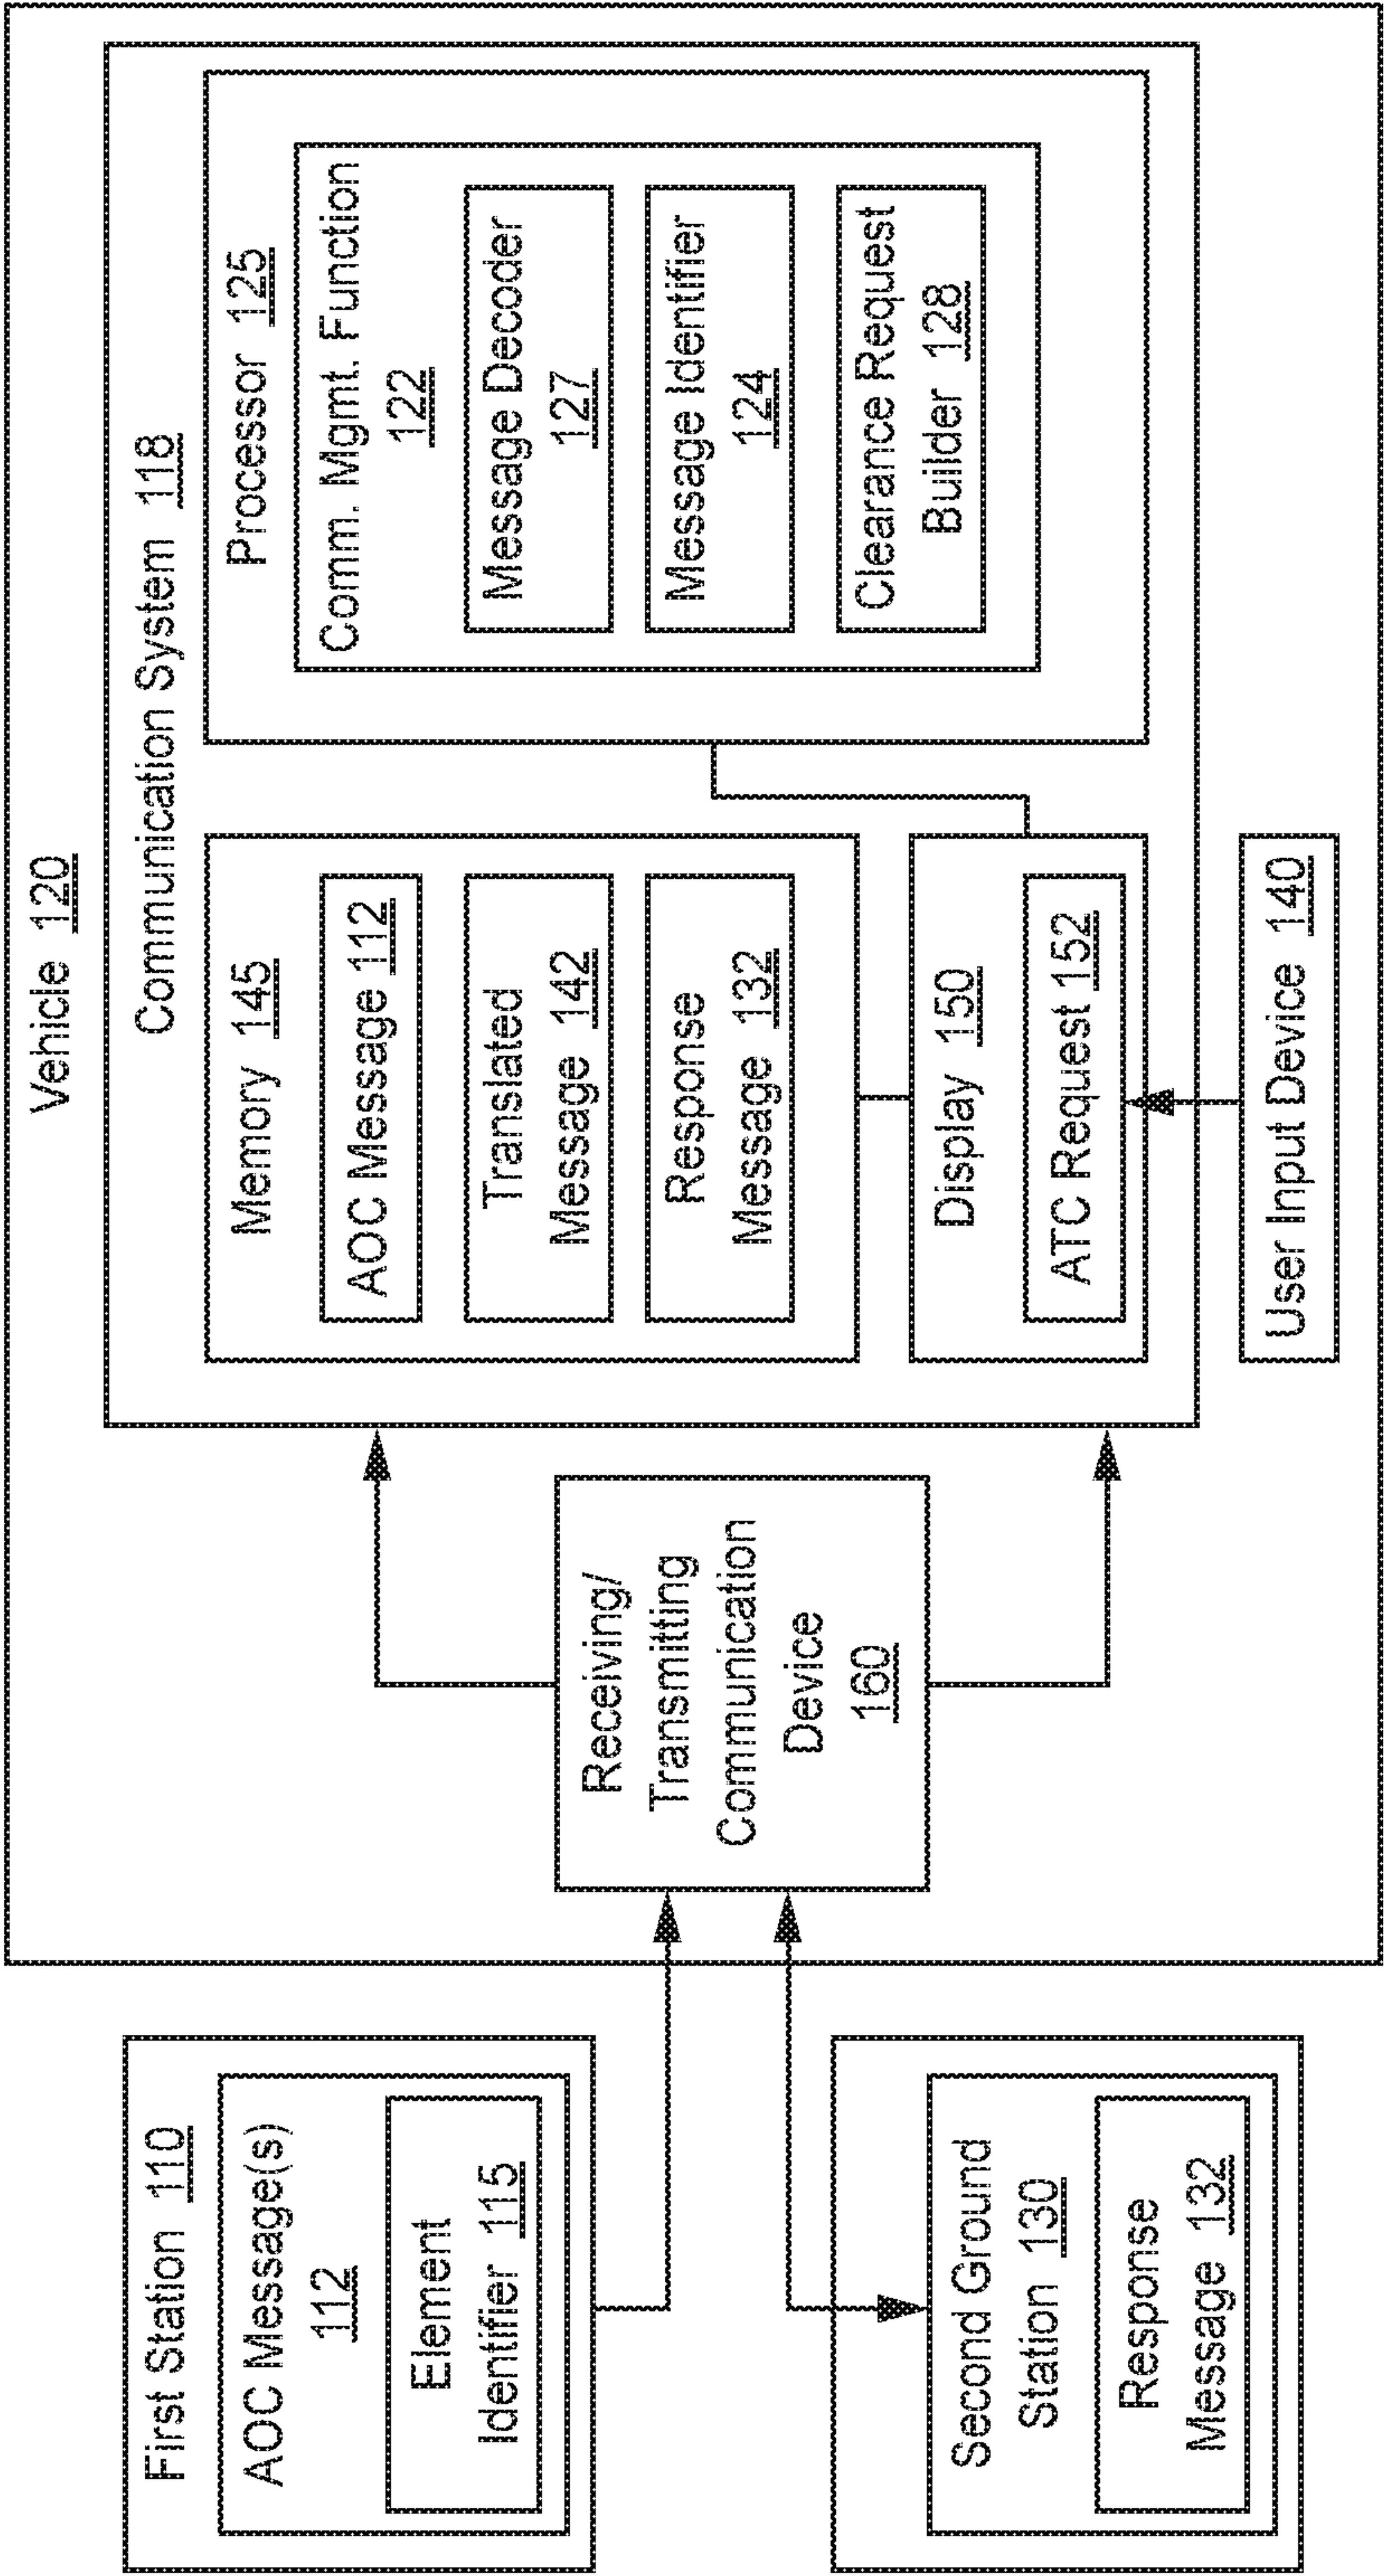 Vehicle 120
Communication System 118
First Station 110
AOC Message(s)
112
Element
Identifier 115
Second Ground
Station 130
Response
Message 132
Receiving/
Transmitting
Communication
Device
160
Memory 145
AOC Message 112
Translated
Message 142
Response
Message 132
Display 150
ATC Request 152
User Input Device 140
Processor 125
Comm. Mgmt. Function
122
Message Decoder
127
Message Identifier
124
Clearance Request
Builder 128